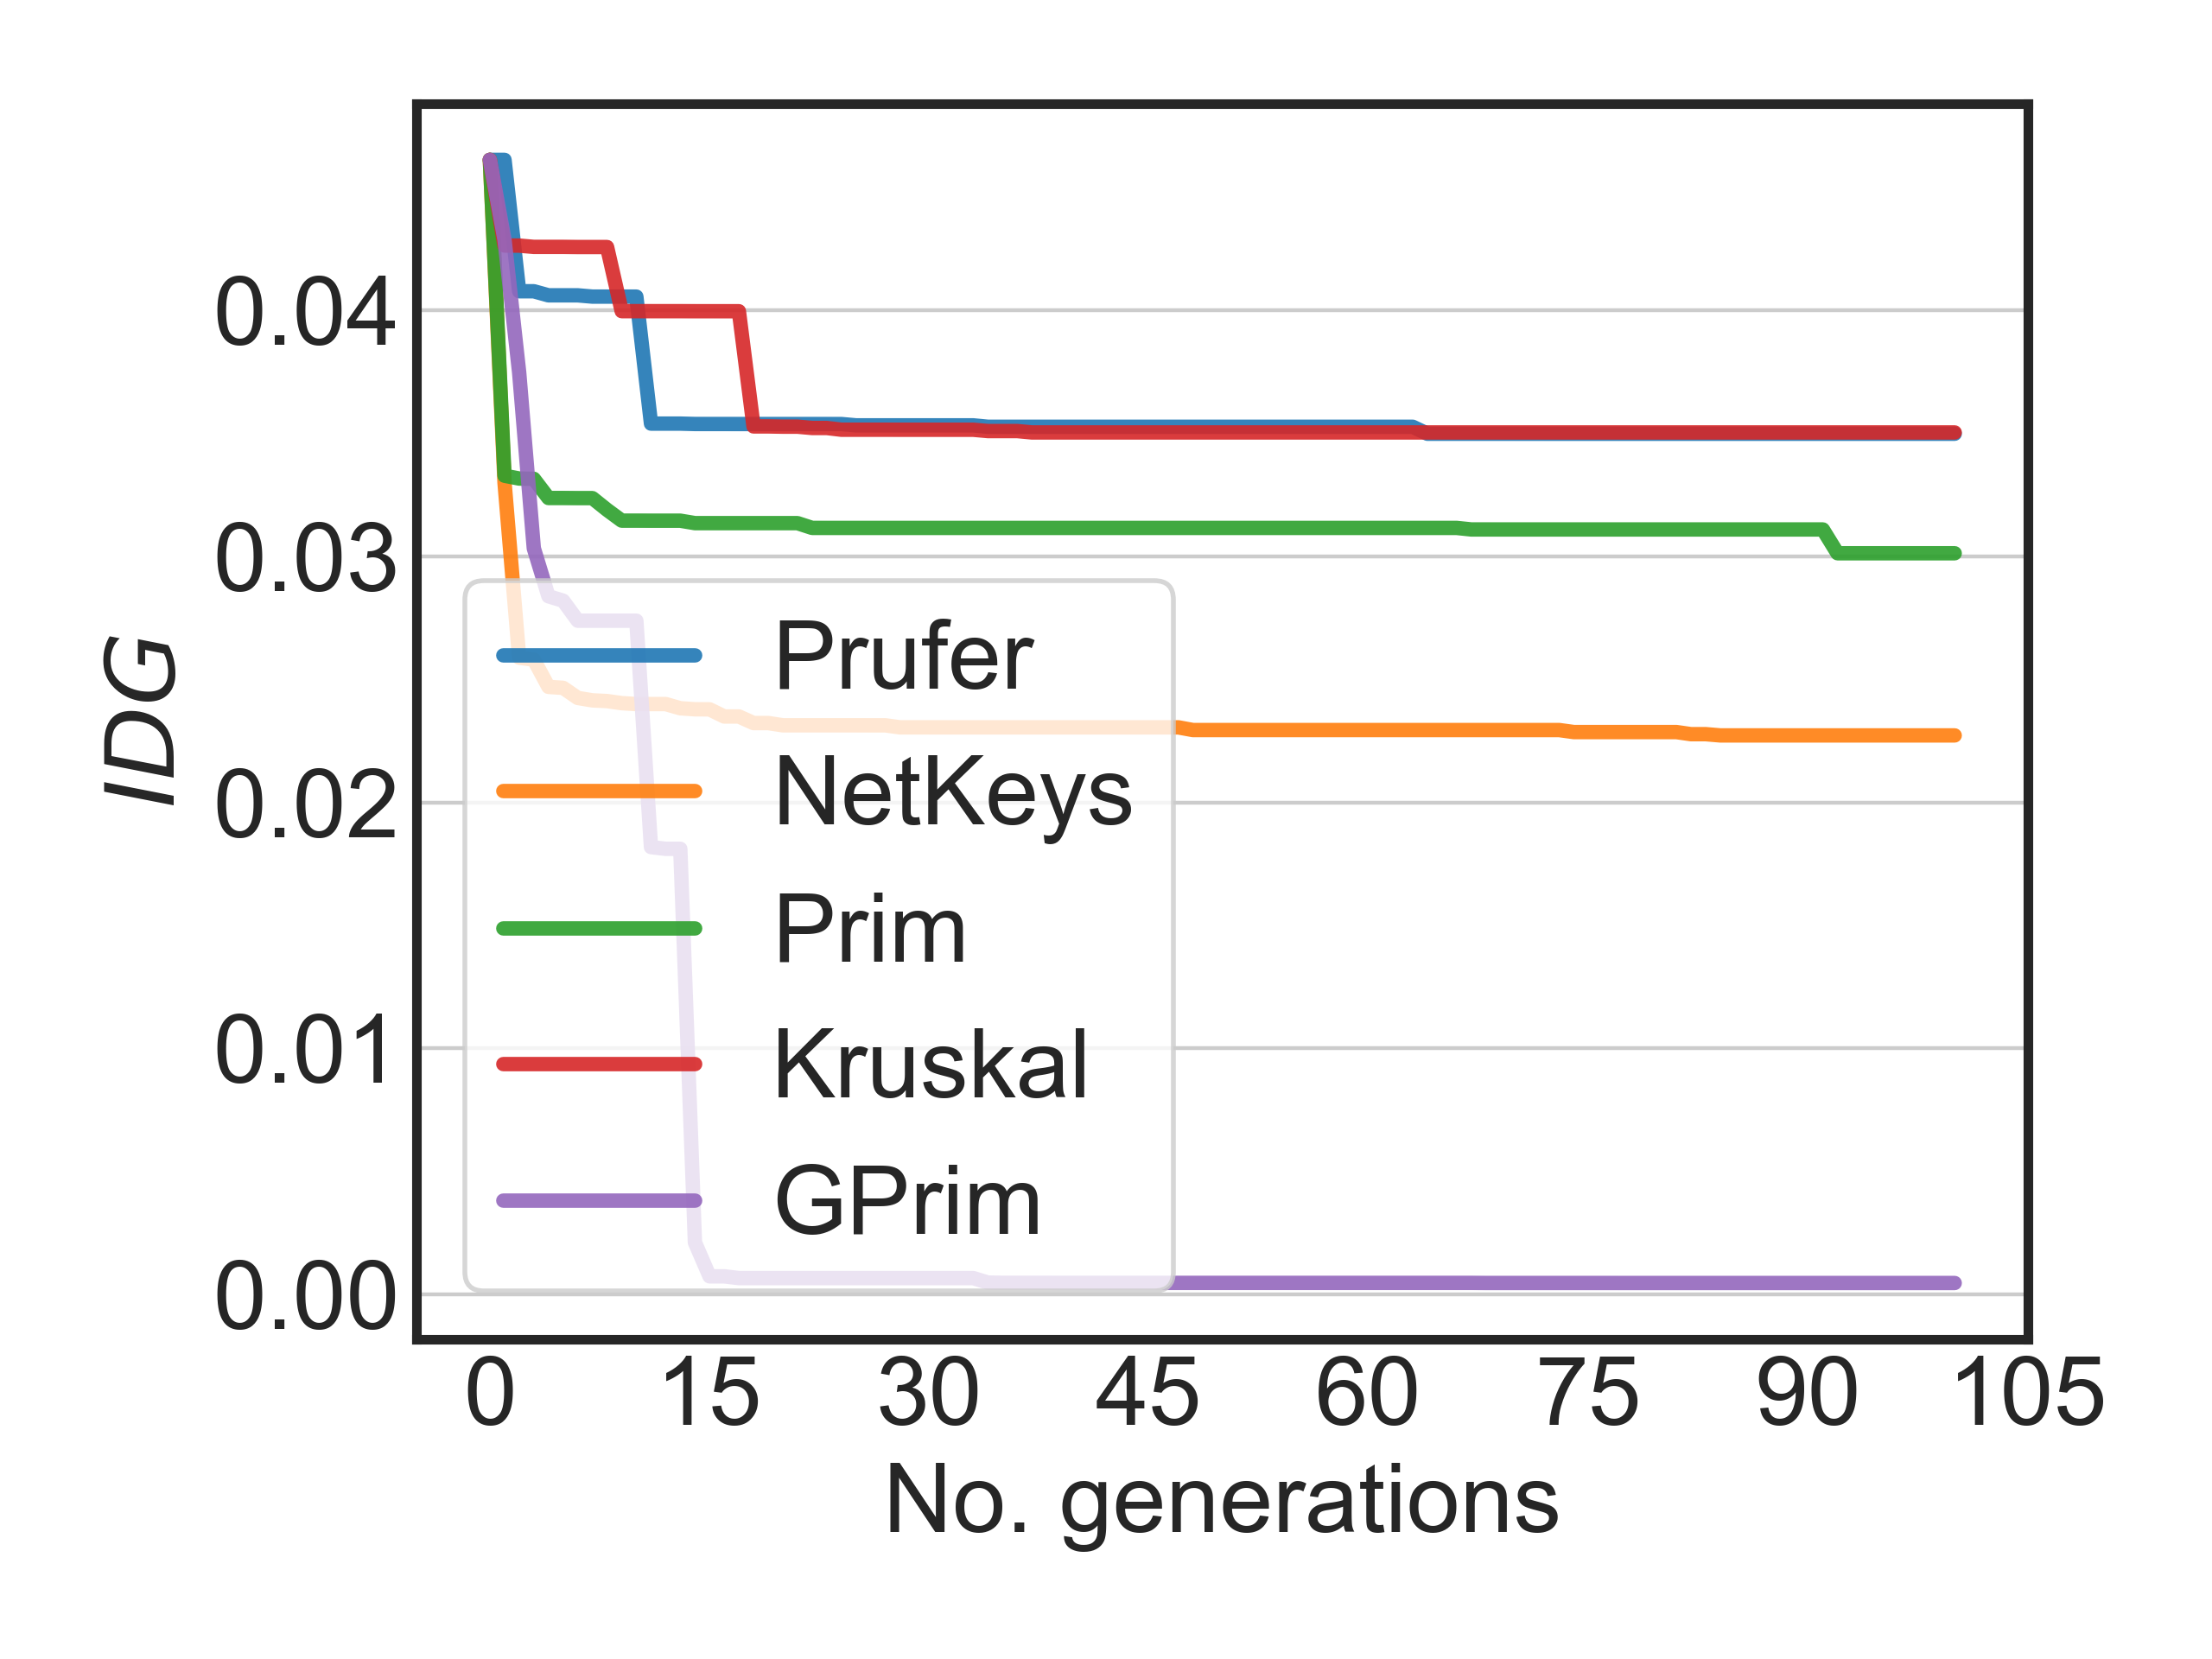 IDG
0.04
0.03
0.02
0.01
0.00
Prufer
NetKeys
Prim
Kruskal
GPrim
0 15 30 45 60 75 90 105
No. generations